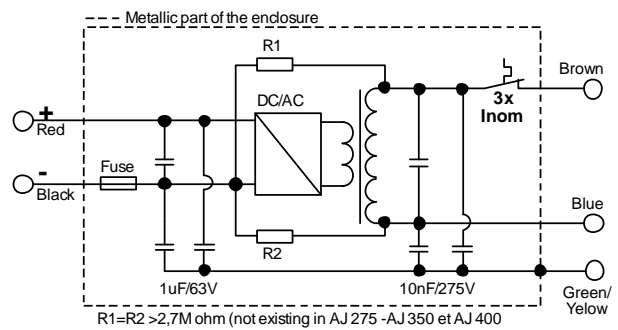 Metallic part of the enclosure
R1
Brown
DC/AC
+
Red
3x
Inom
-
Fuse
Black
Blue
R2
1uF/63V
10nF/275V
Green/
Yelow
R1=R2 >2,7M ohm (not existing in AJ 275 -AJ 350 et AJ 400